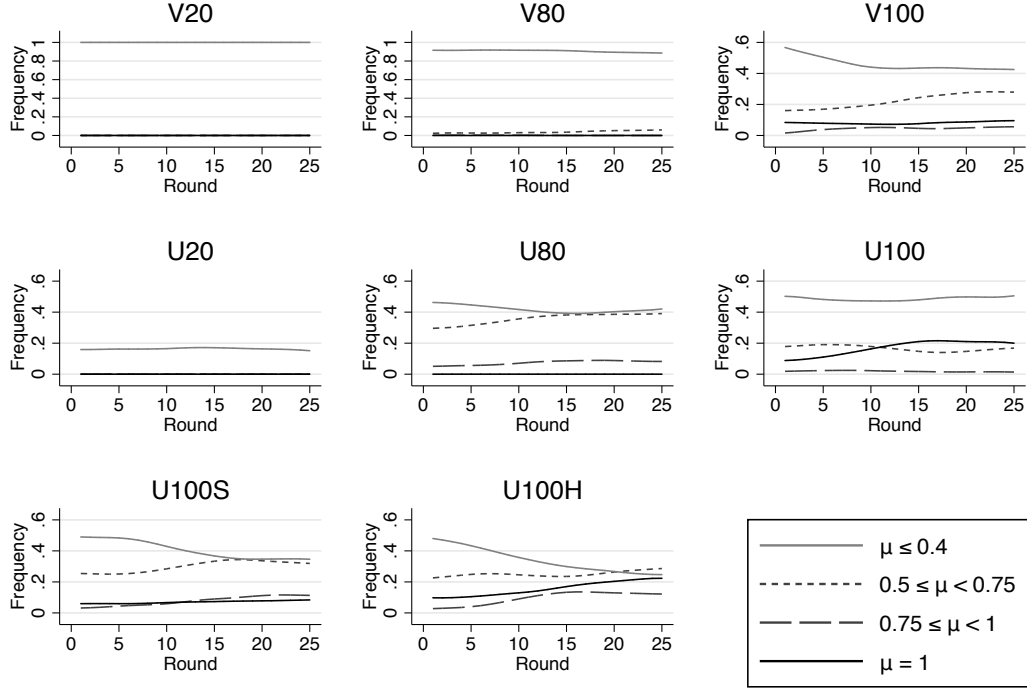 V20
Frequency
0 .2 .4 .6 .8 1
0 5 10 15 20 25
Round
V80
Frequency
0 .2 .4 .6 .8 1
0 5 10 15 20 25
Round
V100
Frequency
0 .2 .4 .6
0 5 10 15 20 25
Round
U20
Frequency
0 .2 .4 .6
0 5 10 15 20 25
Round
U80
Frequency
0 .2 .4 .6
0 5 10 15 20 25
Round
U100
Frequency
0 .2 .4 .6
0 5 10 15 20 25
Round
U100S
Frequency
0 .2 .4 .6
0 5 10 15 20 25
Round
U100H
Frequency
0 .2 .4 .6
0 5 10 15 20 25
Round
μ ≤ 0.4
0.5 ≤ μ < 0.75
0.75 ≤ μ < 1
μ = 1